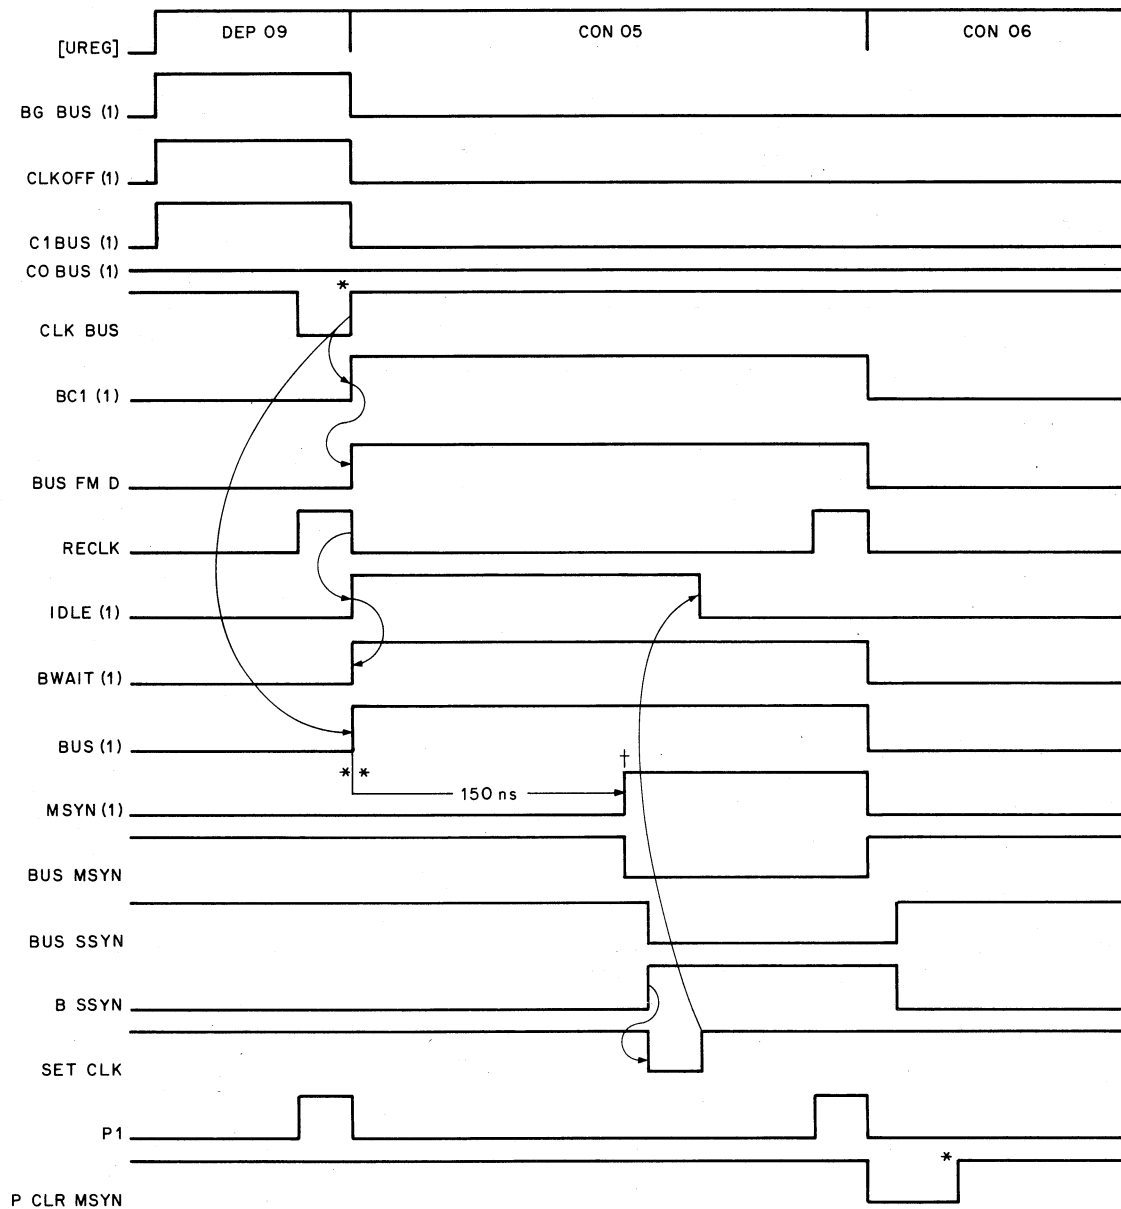 [UREG] DEP 09 CON 05 CON 06
BG BUS (1)
CLKOFF (1)
C1BUS (1)
CO BUS (1)
*
CLK BUS
BC1 (1)
BUS FM D
RECLK
IDLE (1)
BWAIT (1)
BUS (1)
* * †
MSYN (1) 150 ns
BUS MSYN
BUS SSYN
B SSYN
SET CLK
P1
*
P CLR MSYN